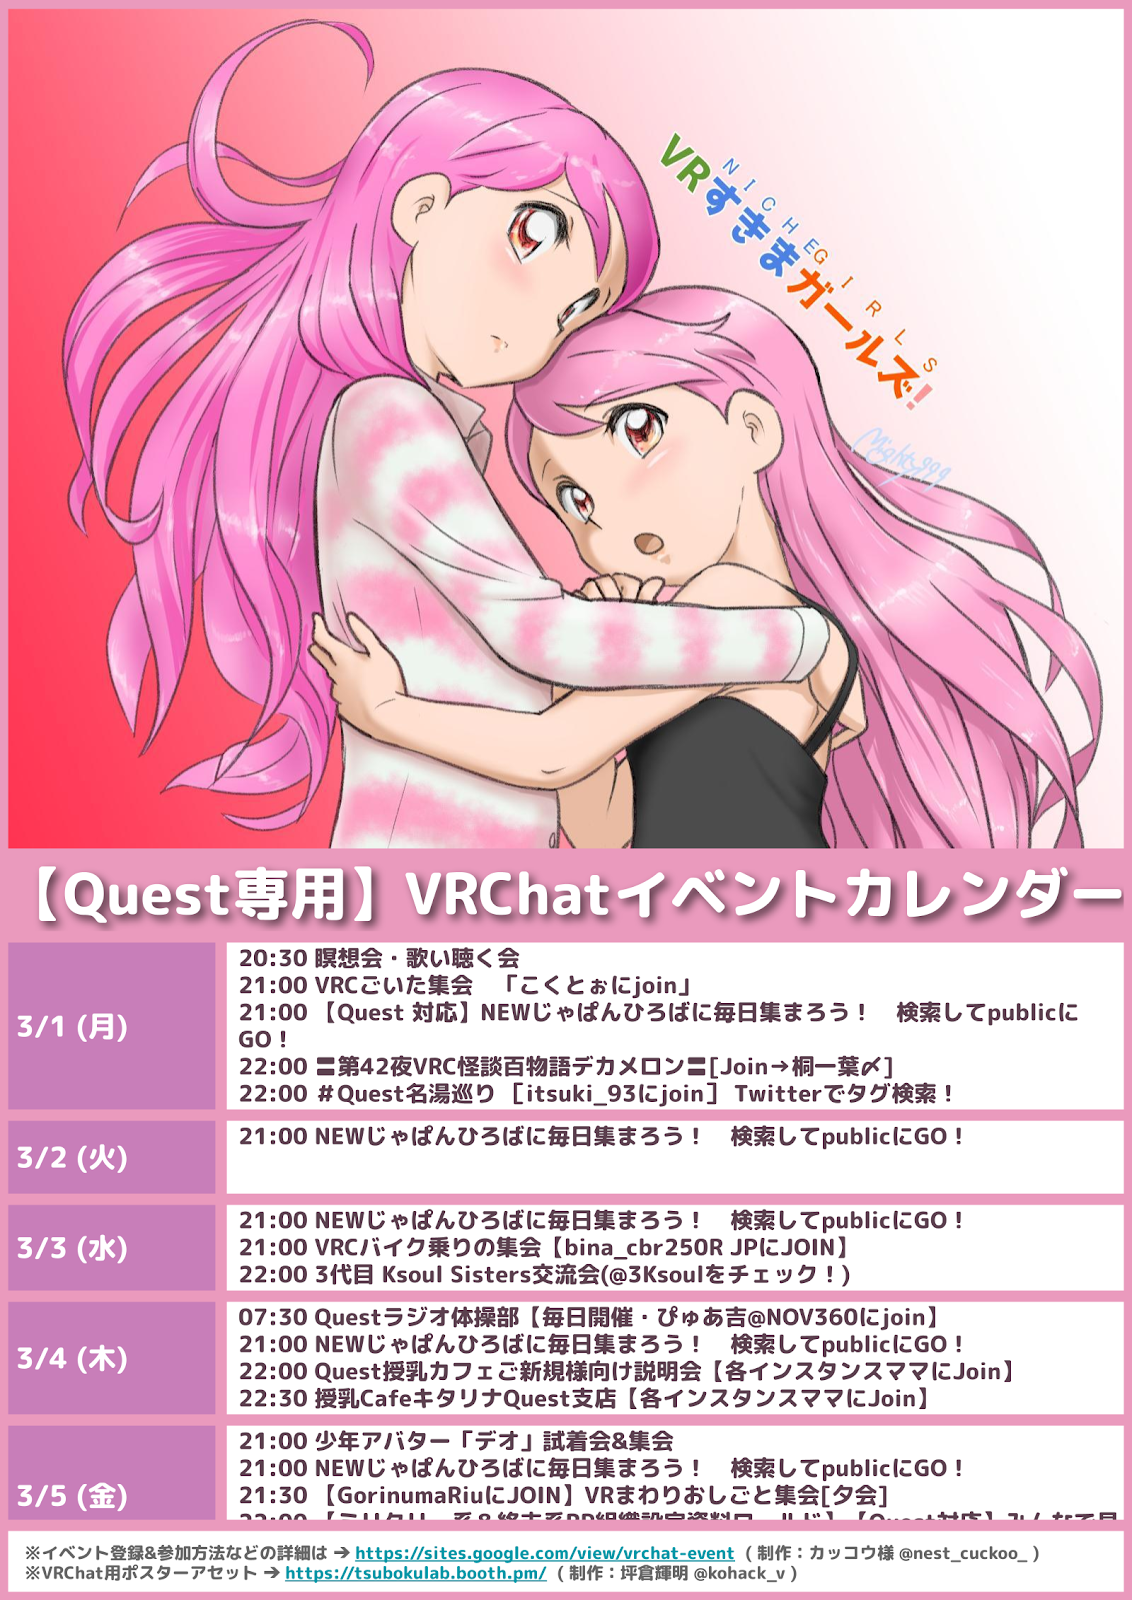 NICHEGIRLS
VRすきまガールズ!
Mighty999
【Quest専用】VRChatイベントカレンダー
3/1 (月)
20:30 瞑想会・歌い聴く会
21:00 VRCごいた集会　「こくとぉにjoin」
21:00 【Quest 対応】NEWじゃぱんひろばに毎日集まろう！　検索してpublicに
GO！
22:00 〓第42夜VRC怪談百物語デカメロン〓[Join→桐一葉〆]
22:00 ＃Quest名湯巡り ［itsuki_93にjoin］ Twitterでタグ検索！
3/2 (火)
21:00 NEWじゃぱんひろばに毎日集まろう！　検索してpublicにGO！
3/3 (水)
21:00 NEWじゃぱんひろばに毎日集まろう！　検索してpublicにGO！
21:00 VRCバイク乗りの集会【bina_cbr250R JPにJOIN】
22:00 3代目 Ksoul Sisters交流会(@3Ksoulをチェック！)
3/4 (木)
07:30 Questラジオ体操部【毎日開催・ぴゅあ吉@NOV360にjoin】
21:00 NEWじゃぱんひろばに毎日集まろう！　検索してpublicにGO！
22:00 Quest授乳カフェご新規様向け説明会【各インスタンスママにJoin】
22:30 授乳CafeキタリナQuest支店【各インスタンスママにJoin】
3/5 (金)
21:00 少年アバター「デオ」試着会&集会
21:00 NEWじゃぱんひろばに毎日集まろう！　検索してpublicにGO！
21:30 【GorinumaRiuにJOIN】VRまわりおしごと集会[夕会]
※イベント登録&参加方法などの詳細は → https://sites.google.com/view/vrchat-event （制作：カッコウ様 @nest_cuckoo_ ）
※VRChat用ポスターアセット → https://tsubokulab.booth.pm/ （制作：坪倉輝明 @kohack_v ）